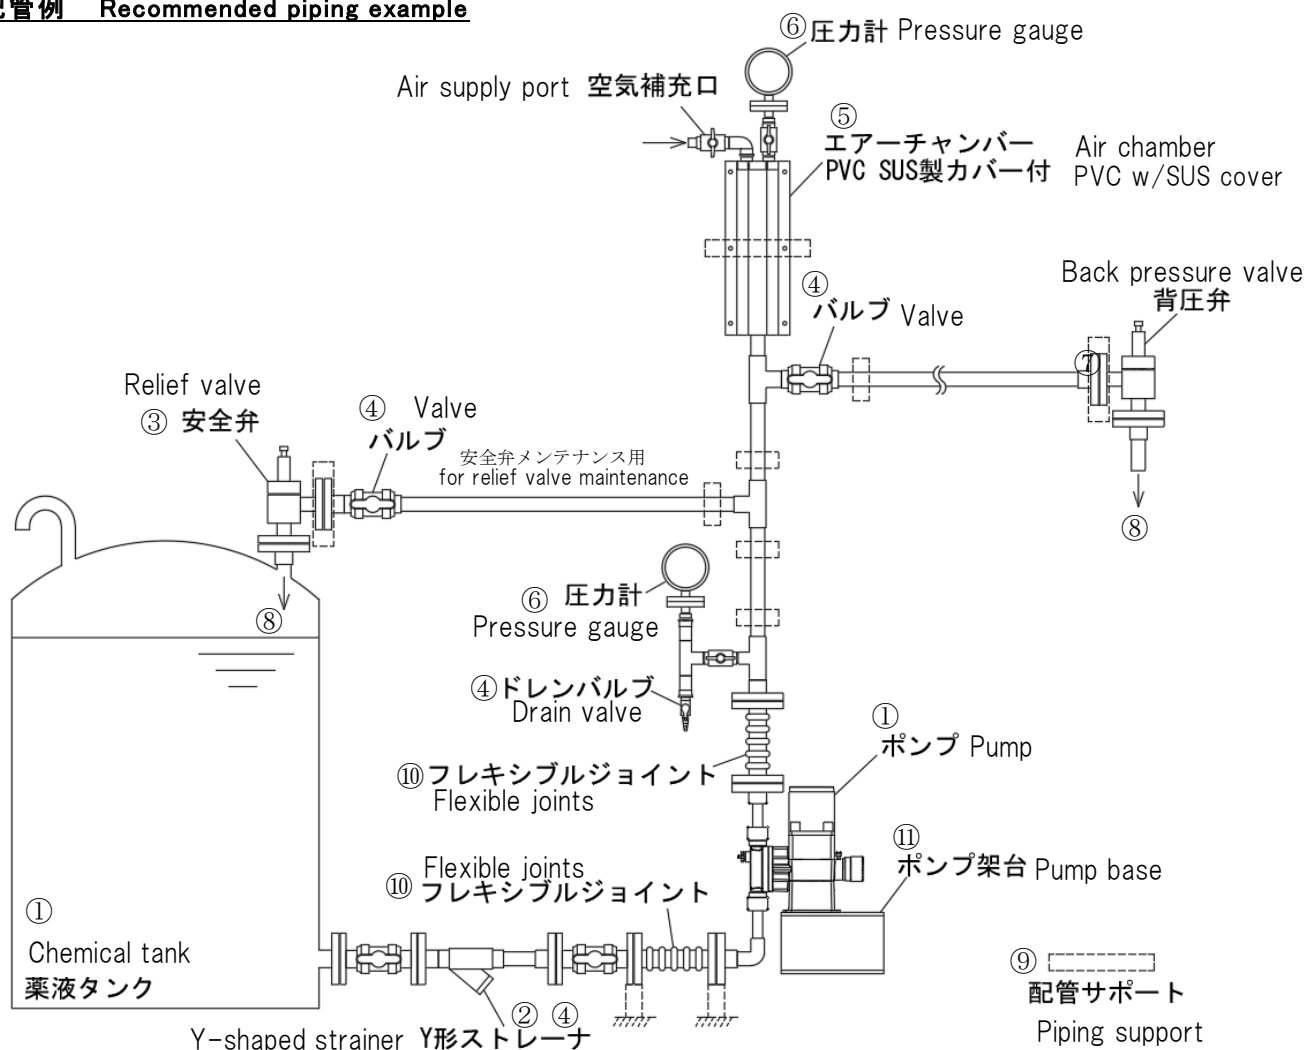 管例 Recommended piping example
⑥圧力計 Pressure gauge
Air supply port 空気補充口
⑤
エアーチャンバー
PVC SUS製カバー付
Air chamber
PVC w/SUS cover
Back pressure valve
背圧弁
④
バルブ Valve
⑦
⑧
Relief valve
③ 安全弁
④ Valve
バルブ
安全弁メンテナンス用
for relief valve maintenance
⑧
⑥ 圧力計
Pressure gauge
④ドレンバルブ
Drain valve
①
ポンプ Pump
⑩フレキシブルジョイント
Flexible joints
⑪
ポンプ架台 Pump base
Flexible joints
⑩ フレキシブルジョイント
①
Chemical tank
薬液タンク
② ④
Y-shaped strainer Y形ストレーナ
⑨
配管サポート
Piping support